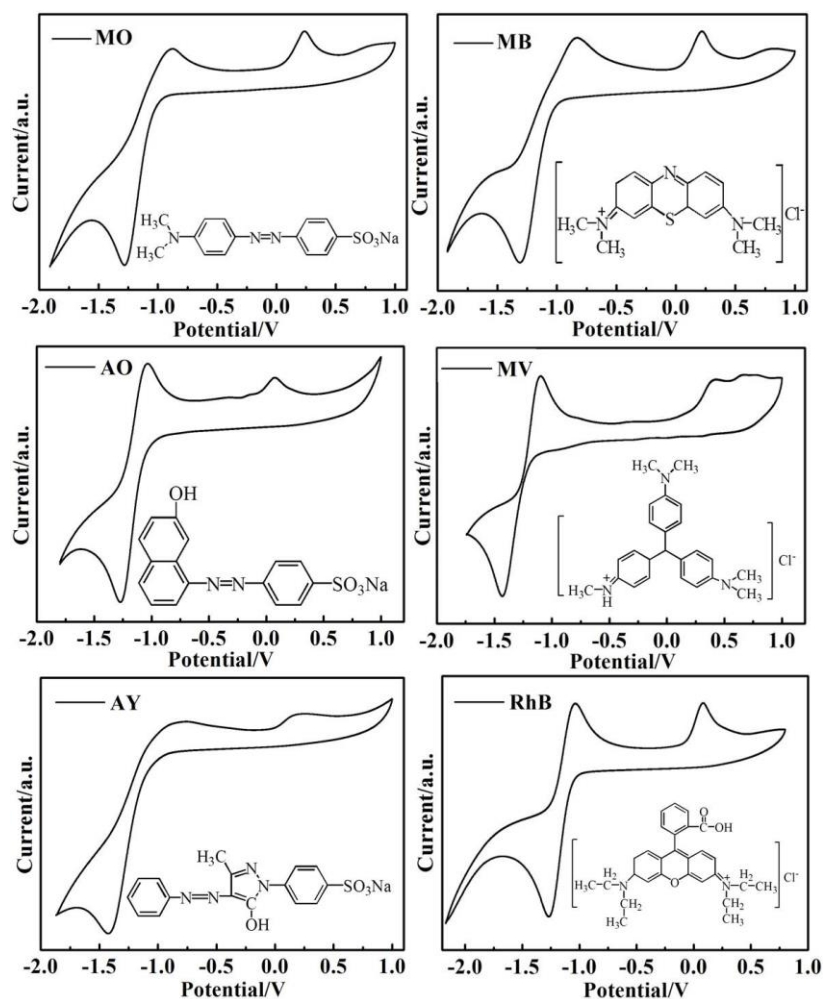 MO
Current/a.u.
H₃C
H₃C
N
N=N
SO₃Na
-2.0 -1.5 -1.0 -0.5 0.0 0.5 1.0
Potential/V
MB
Current/a.u.
N
S
H₃C
N⁺
CH₃
N
CH₃
CH₃
Cl⁻
-2.0 -1.5 -1.0 -0.5 0.0 0.5 1.0
Potential/V
AO
Current/a.u.
OH
N=N
SO₃Na
-2.0 -1.5 -1.0 -0.5 0.0 0.5 1.0
Potential/V
MV
Current/a.u.
H₃C
CH₃
N
H₃C
N⁺
H
N
CH₃
CH₃
Cl⁻
-2.0 -1.5 -1.0 -0.5 0.0 0.5 1.0
Potential/V
AY
Current/a.u.
H₃C
N
N
N=N
C
OH
SO₃Na
-2.0 -1.5 -1.0 -0.5 0.0 0.5 1.0
Potential/V
RhB
Current/a.u.
O
C
OH
H₂
H₃C-C
N
CH₂
CH₃
O
N⁺
H₂
C-CH₃
CH₂
CH₃
Cl⁻
-2.0 -1.5 -1.0 -0.5 0.0 0.5 1.0
Potential/V